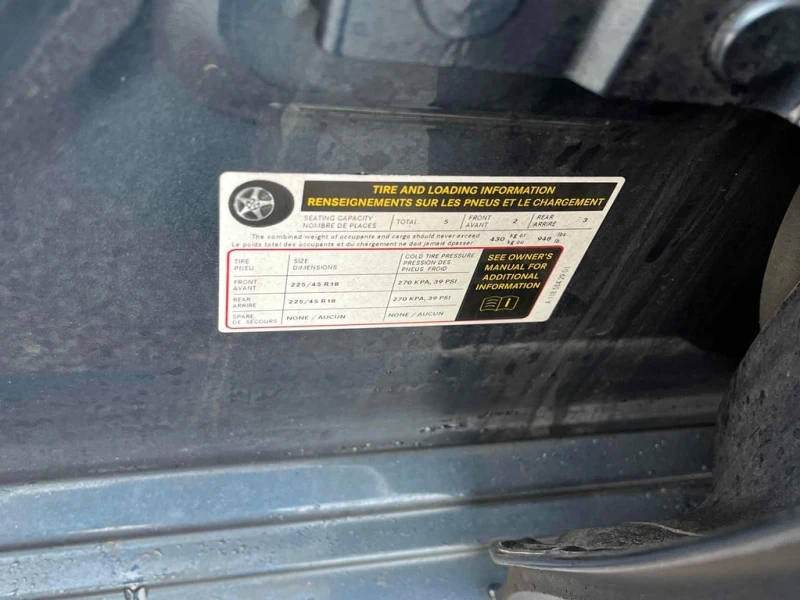 TIRE AND LOADING INFORMATION
RENSEIGNEMENTS SUR LES PNEUS ET LE CHARGEMENT
SEATING CAPACITY
NOMBRE DE PLACES
TOTAL 5
FRONT
AVANT 2
REAR
ARRIÈRE 3
The combined weight of occupants and cargo should never exceed
Le poids total des occupants et du chargement ne doit jamais dépasser
430 kg or
kg ou
948 lbs
lb.
TIRE
PNEU
SIZE
DIMENSIONS
COLD TIRE PRESSURE
PRESSION DES
PNEUS FROID
FRONT
AVANT
225/45 R18
270 KPA, 39 PSI
REAR
ARRIÈRE
225/45 R18
270 KPA, 39 PSI
SPARE
DE SECOURS
NONE / AUCUN
NONE / AUCUN
SEE OWNER'S
MANUAL FOR
ADDITIONAL
INFORMATION